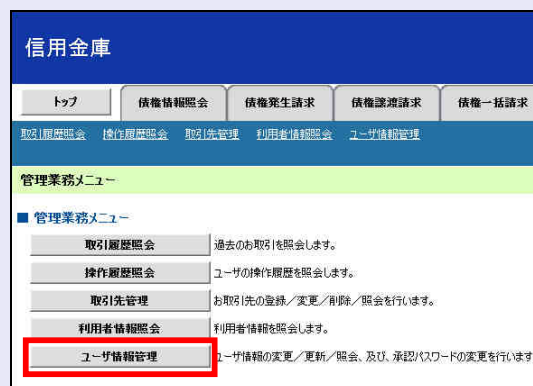 信用金庫
トップ 債権情報照会 債権発生請求 債権譲渡請求 債権一括請求
取引履歴照会 操作履歴照会 取引先管理 利用者情報照会 ユーザ情報管理
管理業務メニュー
■ 管理業務メニュー
取引履歴照会 過去のお取引を照会します。
操作履歴照会 ユーザの操作履歴を照会します。
取引先管理 お取引先の登録／変更／削除／照会を行います。
利用者情報照会 利用者情報を照会します。
ユーザ情報管理 ユーザ情報の変更／更新／照会、及び、承認パスワードの変更を行います